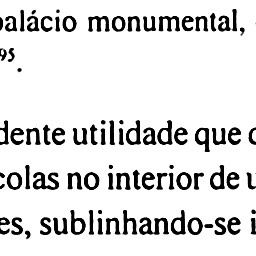 palácio monumental,
95.
dente utilidade que
colas no interior de u
es, sublinhando-se i